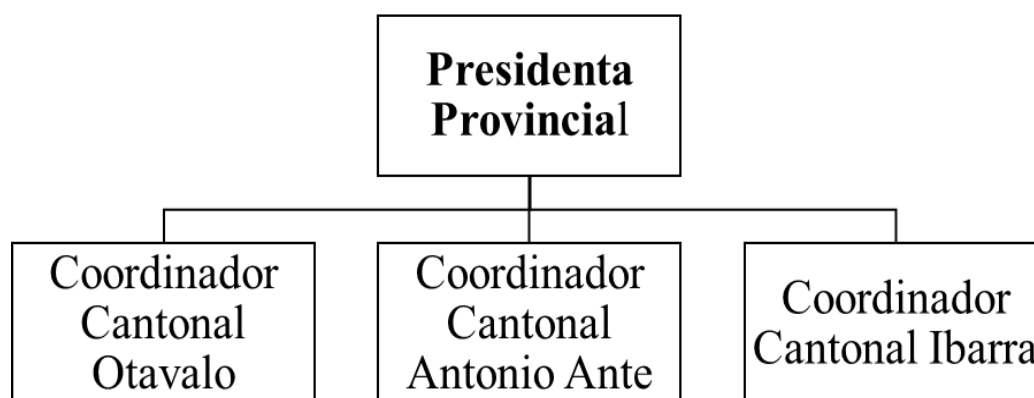 Presidenta
Provincial
Coordinador
Cantonal
Otavalo
Coordinador
Cantonal
Antonio Ante
Coordinador
Cantonal Ibarra